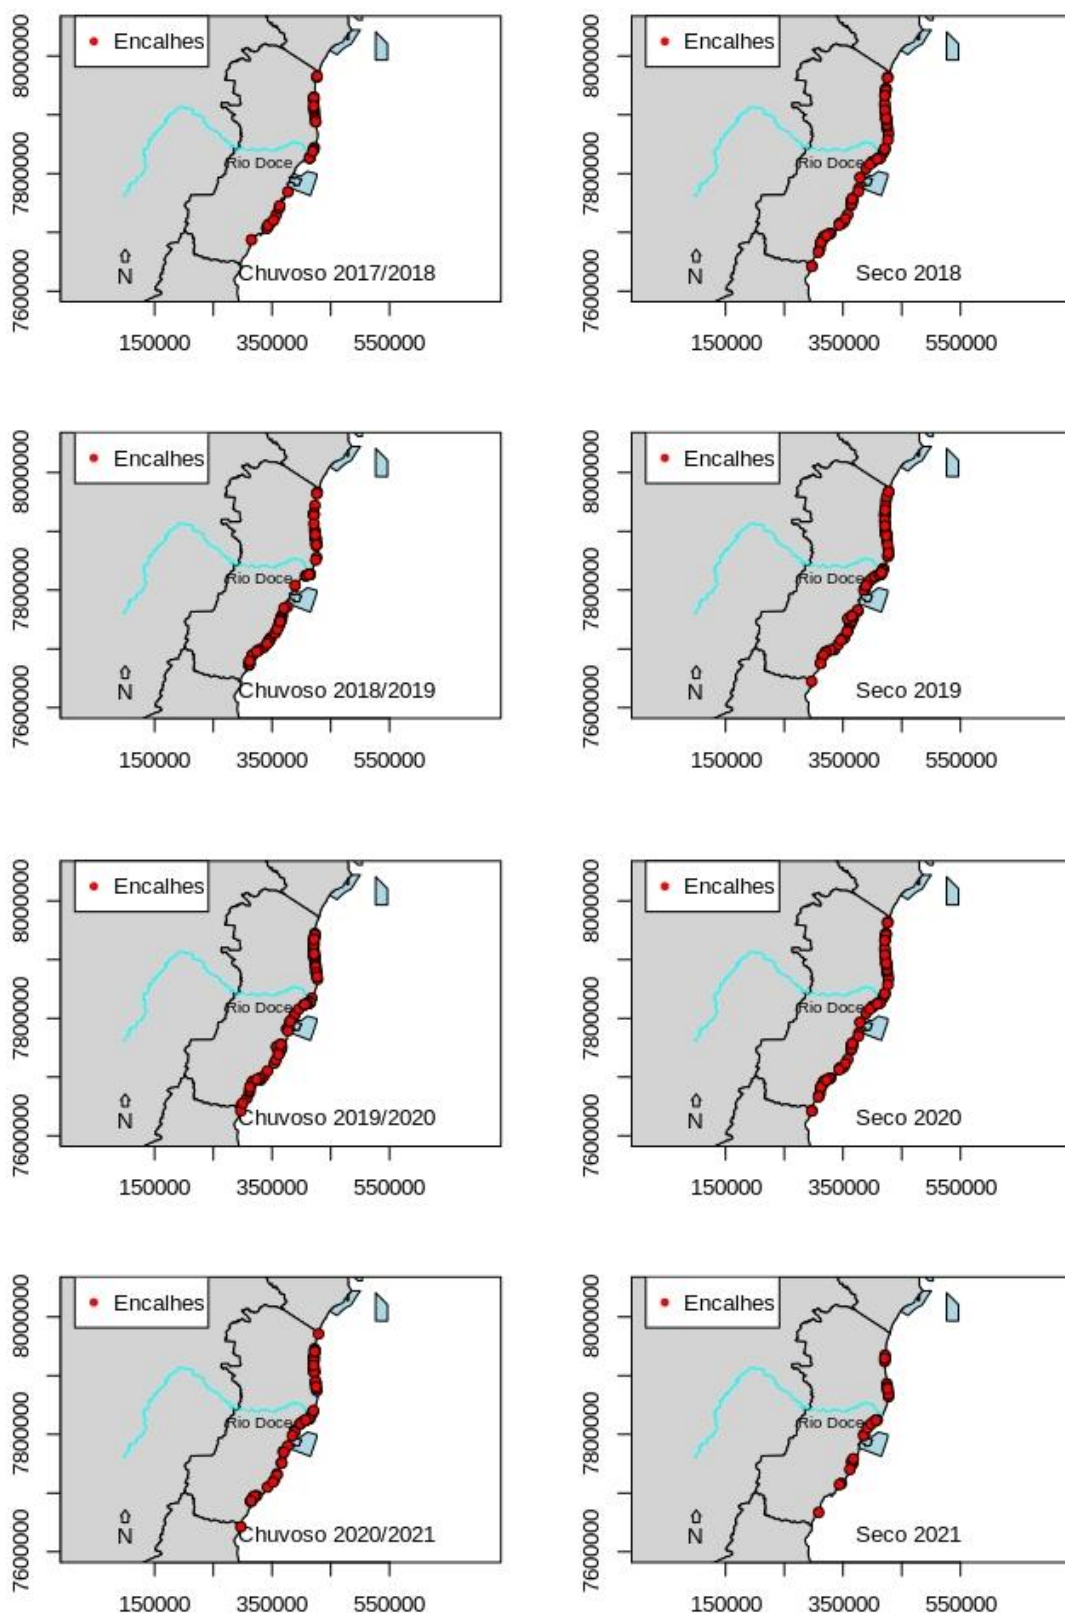 Encalhes
8000000
7800000
7600000
Rio Doce
N
Chuvoso 2017/2018
150000 350000 550000
Encalhes
8000000
7800000
7600000
Rio Doce
N
Seco 2018
150000 350000 550000
Encalhes
8000000
7800000
7600000
Rio Doce
N
Chuvoso 2018/2019
150000 350000 550000
Encalhes
8000000
7800000
7600000
Rio Doce
N
Seco 2019
150000 350000 550000
Encalhes
8000000
7800000
7600000
Rio Doce
N
Chuvoso 2019/2020
150000 350000 550000
Encalhes
8000000
7800000
7600000
Rio Doce
N
Seco 2020
150000 350000 550000
Encalhes
8000000
7800000
7600000
Rio Doce
N
Chuvoso 2020/2021
150000 350000 550000
Encalhes
8000000
7800000
7600000
Rio Doce
N
Seco 2021
150000 350000 550000